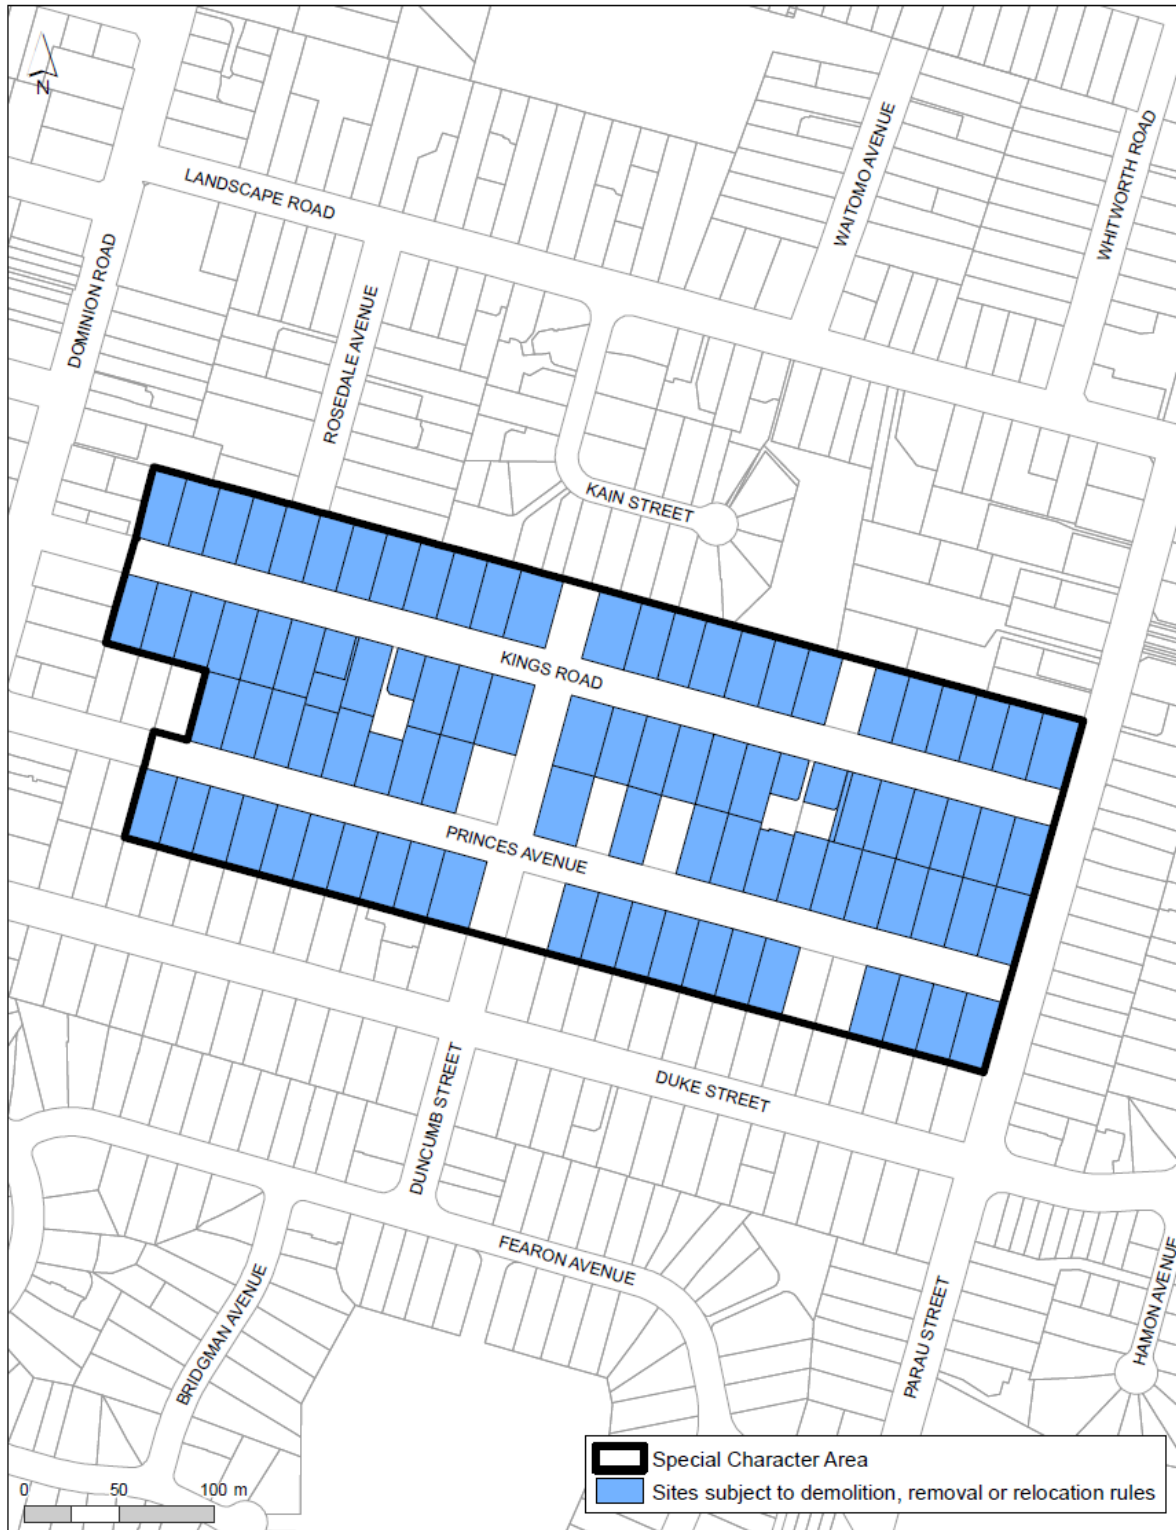 N
LANDSCAPE ROAD
WAITOMO AVENUE
WHITWORTH ROAD
DOMINION ROAD
ROSEDALE AVENUE
KAIN STREET
KINGS ROAD
PRINCES AVENUE
DUKE STREET
DUNCUMB STREET
FEARON AVENUE
BRIDGMAN AVENUE
PARAU STREET
HAMON AVENUE
Special Character Area
Sites subject to demolition, removal or relocation rules
0 50 100 m